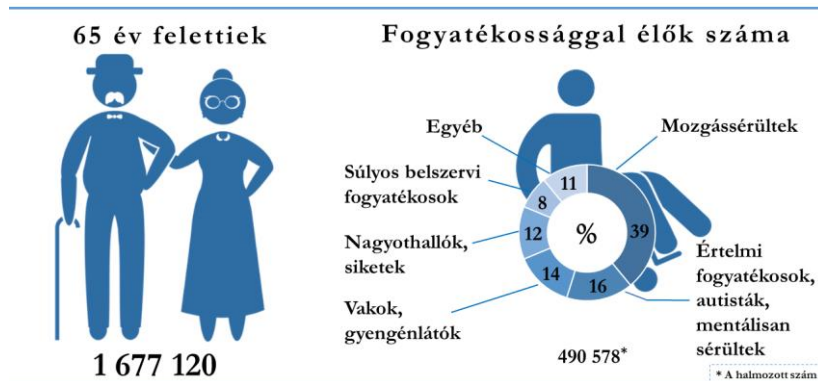 65 év felettiek
1 677 120
Fogyatékossággal élők száma
Egyéb
Mozgássérültek
Súlyos belszervi
fogyatékosok
11
8
12
%
39
Nagyothallók,
siketek
14
16
Értelmi
fogyatékosok,
autisták,
mentálisan
sérültek
Vakok,
gyengénlátók
490 578*
* A halmozott szám